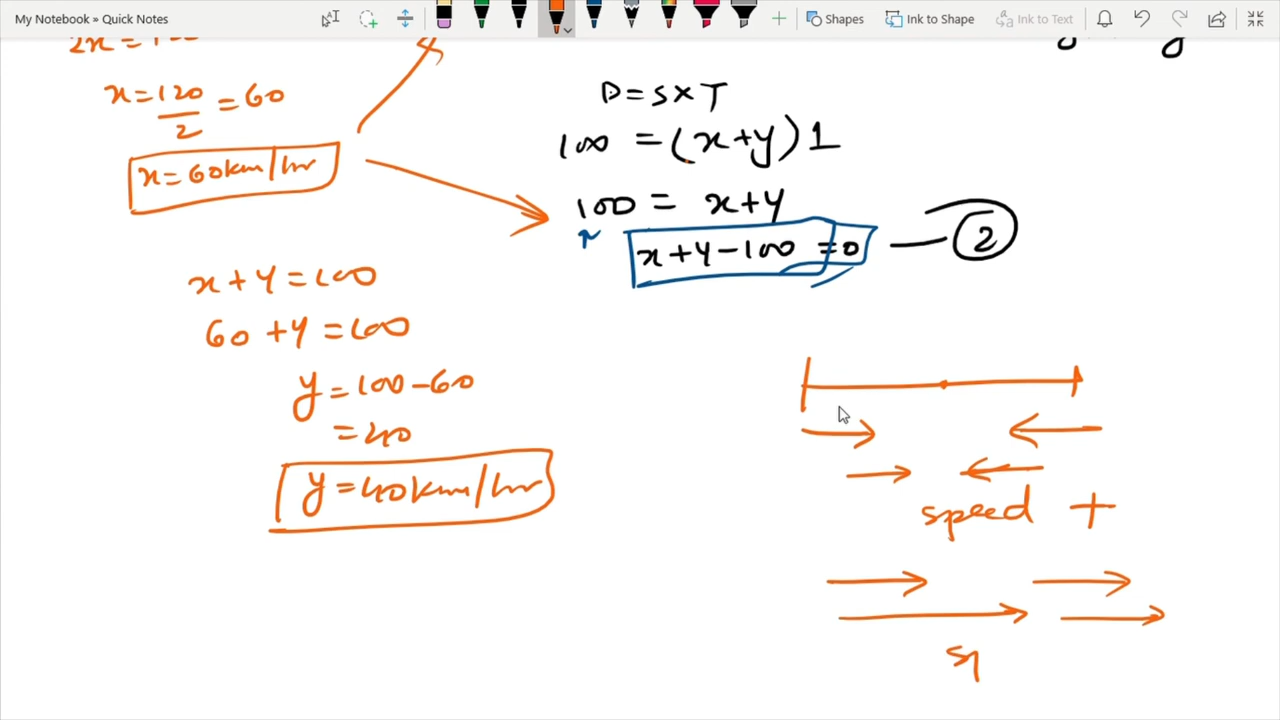 My Notebook » Quick Notes
Shapes
Ink to Shape
Ink to Text
x=120/2 = 60
x=60km/hr
x+y=100
60+y=100
y=100-60
=40
y=40km/hr
D=S×T
100 =(x+y)1
100 = x+y
x+y-100 =0 — 2
speed +